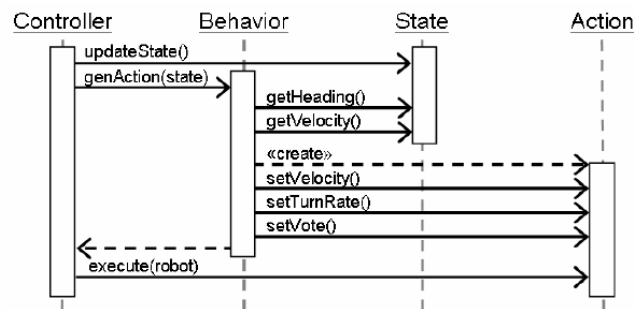 Controller Behavior State Action
updateState()
genAction(state)
getHeading()
getVelocity()
«create»
setVelocity()
setTurnRate()
setVote()
execute(robot)